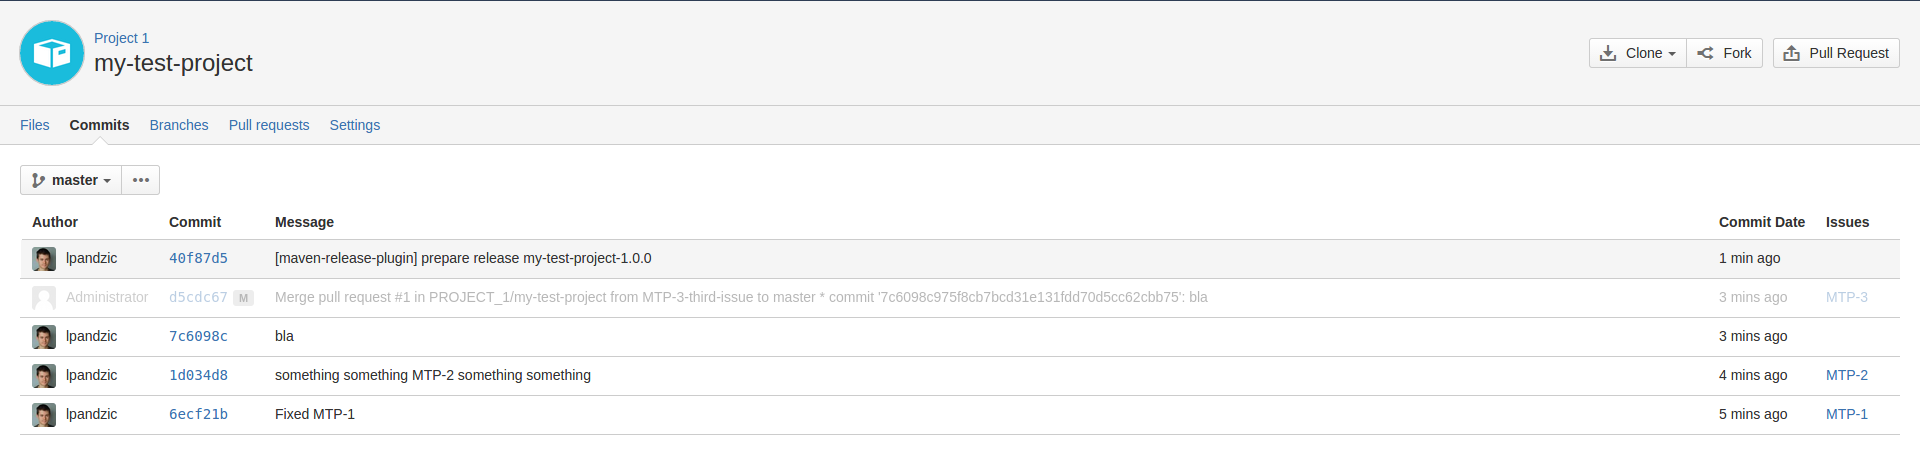 Project 1
my-test-project
Clone Fork Pull Request
Files Commits Branches Pull requests Settings
master
Author Commit Message Commit Date Issues
lpandzic 40f87d5 [maven-release-plugin] prepare release my-test-project-1.0.0 1 min ago
Administrator d5cdc67 M Merge pull request #1 in PROJECT_1/my-test-project from MTP-3-third-issue to master * commit '7c6098c975f8cb7bcd31e131fdd70d5cc62cbb75': bla 3 mins ago MTP-3
lpandzic 7c6098c bla 3 mins ago
lpandzic 1d034d8 something something MTP-2 something something 4 mins ago MTP-2
lpandzic 6ecf21b Fixed MTP-1 5 mins ago MTP-1